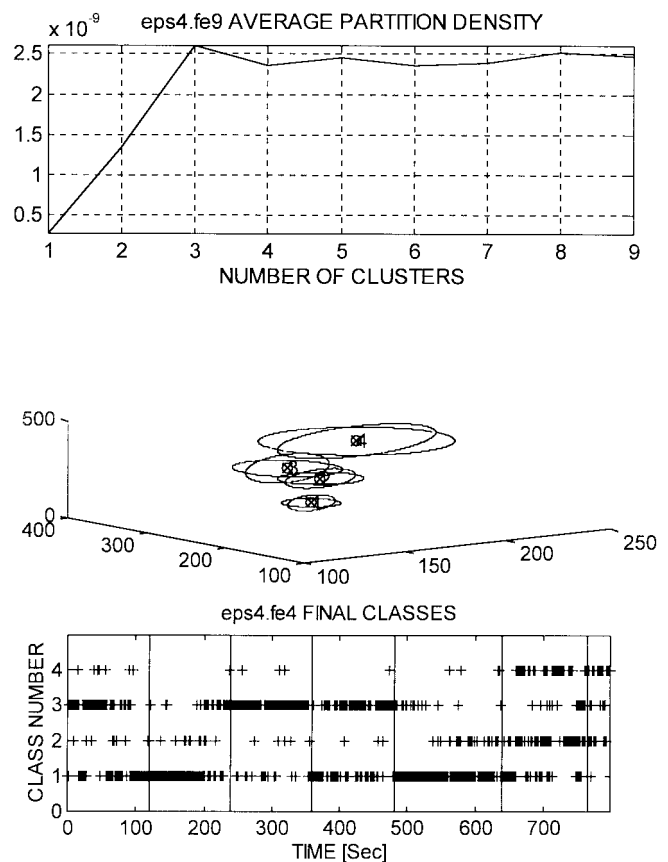 eps4.fe9 AVERAGE PARTITION DENSITY
x 10^-9
2.5
2
1.5
1
0.5
1 2 3 4 5 6 7 8 9
NUMBER OF CLUSTERS
500
0
400
300
200
100
100
150
200
250
4
3
eps4.fe4 FINAL CLASSES
CLASS NUMBER
4
3
2
1
0 100 200 300 400 500 600 700
TIME [Sec]